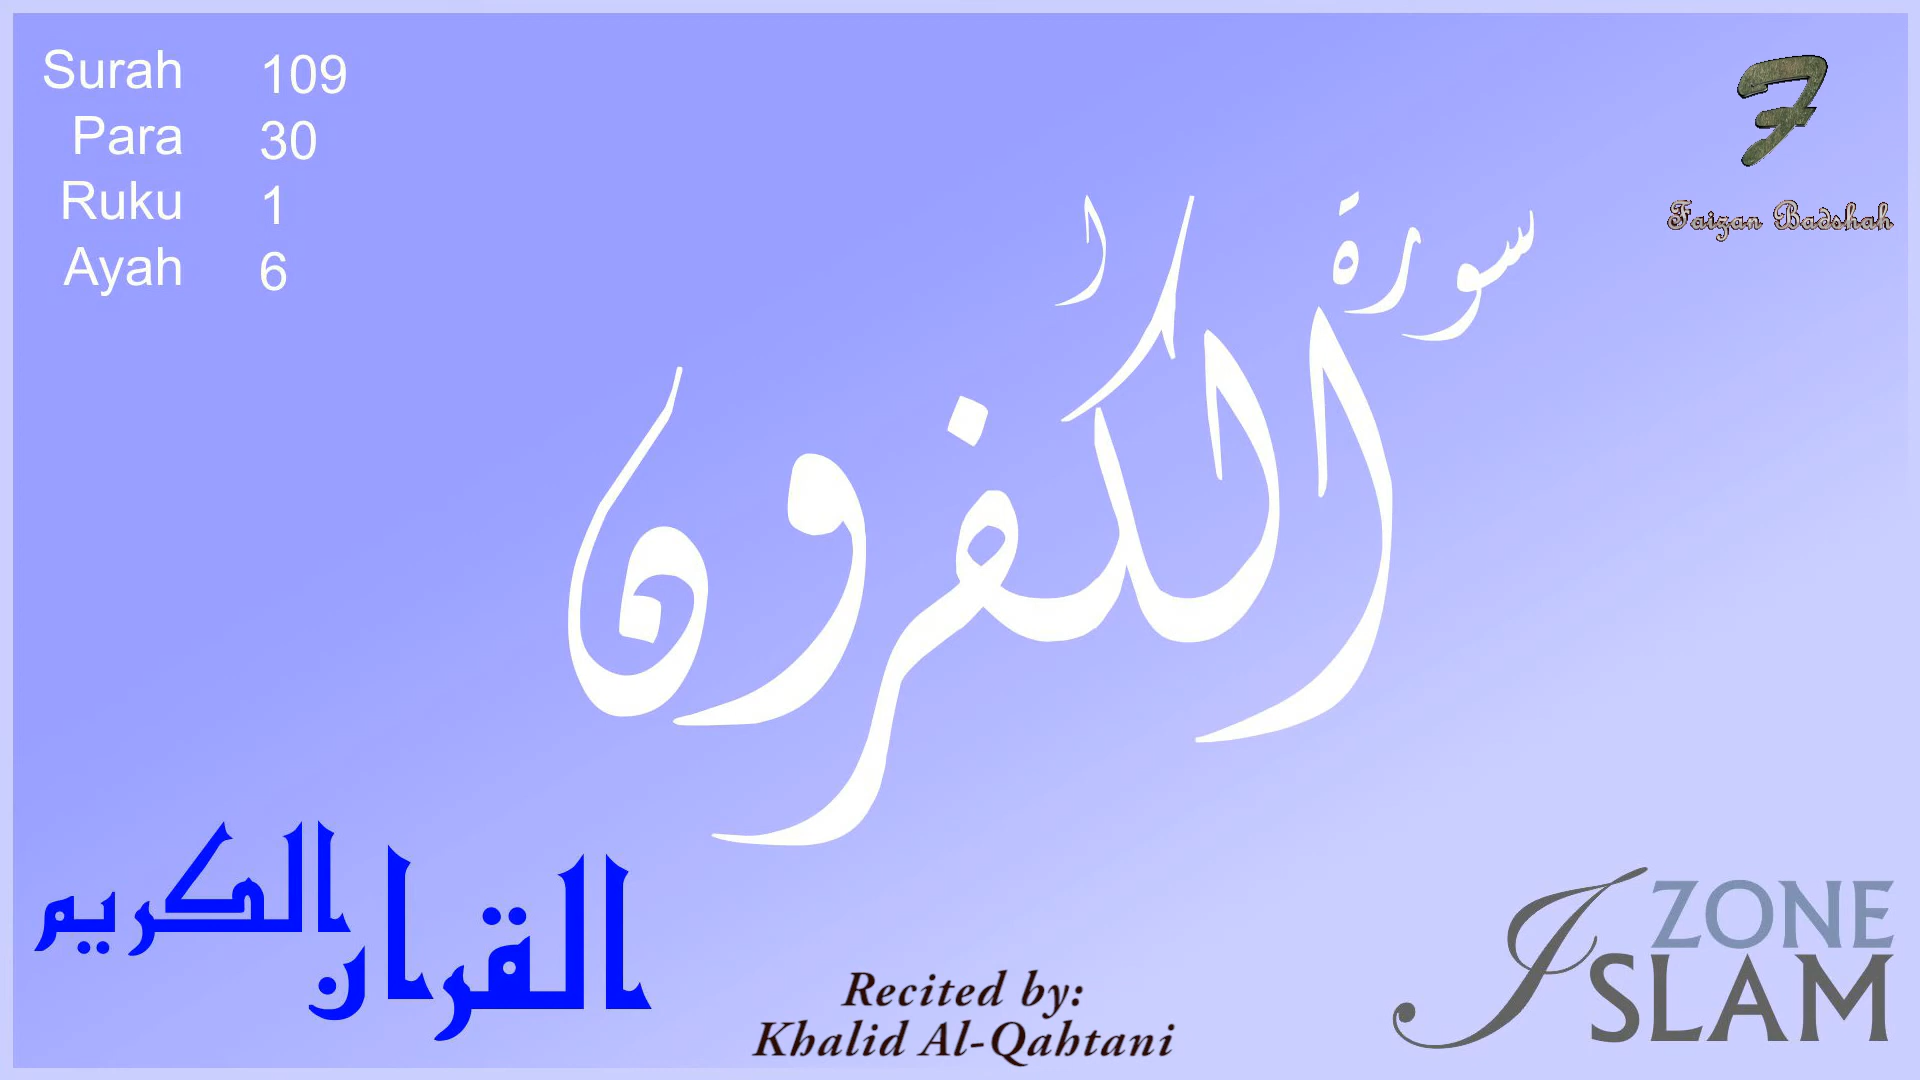 Surah 109
Para 30
Ruku 1
Ayah 6
F
Faizan Badshah
سورة
الكفرون
القران
الكريم
Recited by:
Khalid Al-Qahtani
ZONE
ISLAM